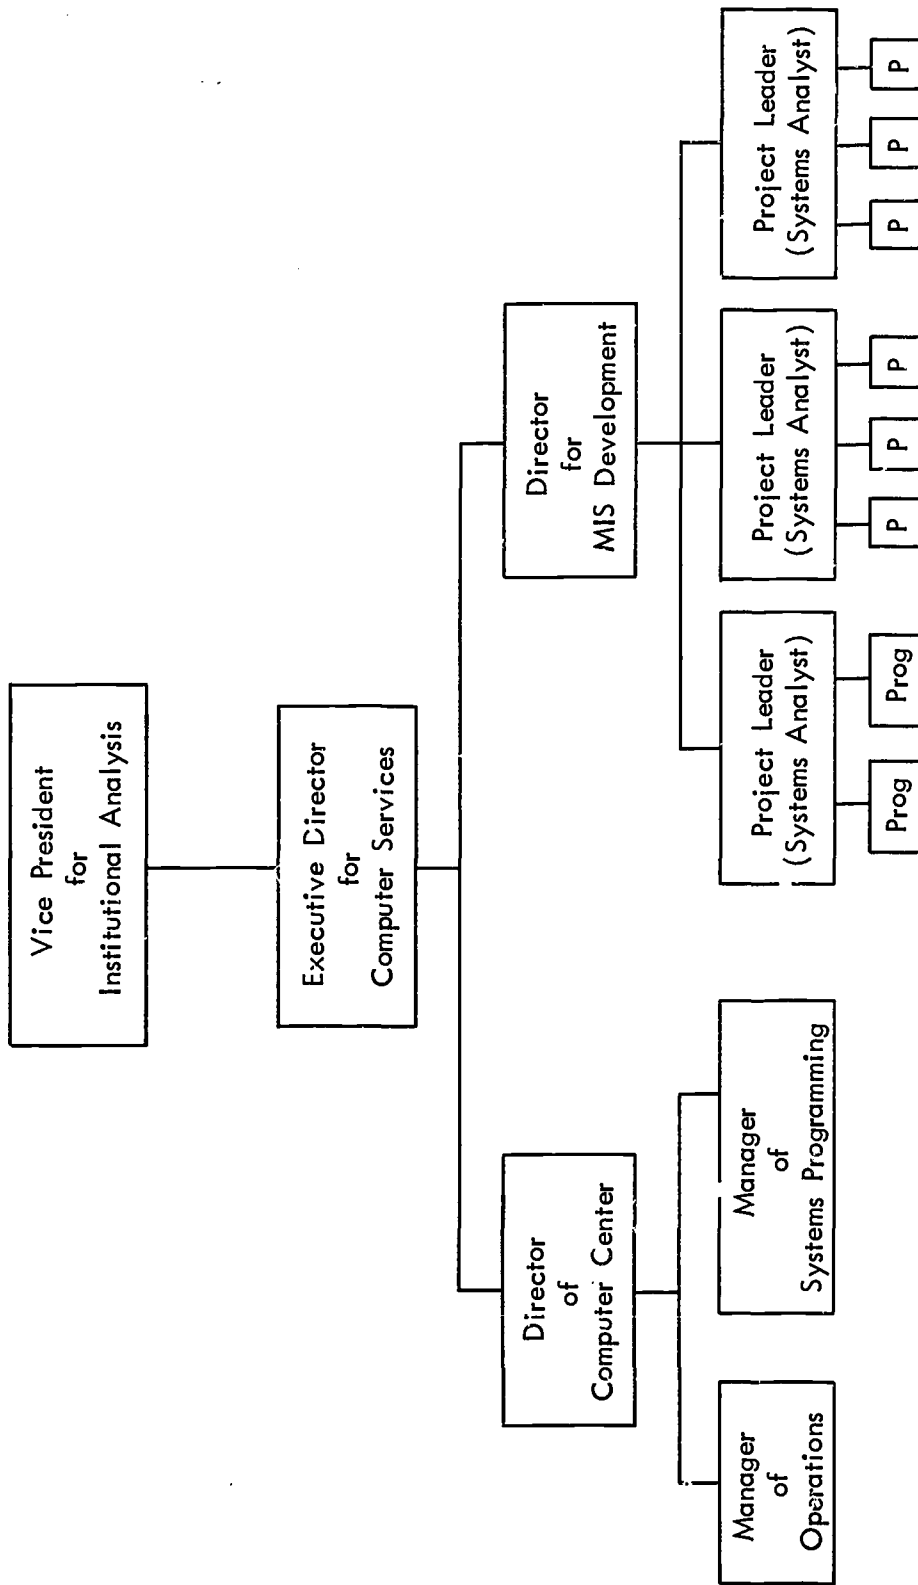 Vice President
for
Institutional Analysis
Executive Director
for
Computer Services
Director
of
Computer Center
Director
for
MIS Development
Manager
of
Operations
Manager
of
Systems Programming
Project Leader
(Systems Analyst)
Project Leader
(Systems Analyst)
Project Leader
(Systems Analyst)
Prog
Prog
P
P
P
P
P
P